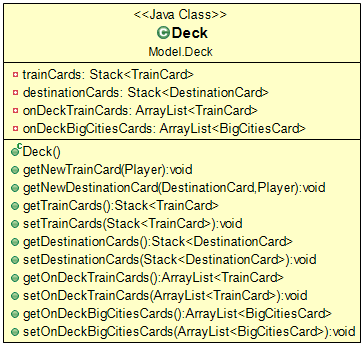 <<Java Class>>
Deck
Model.Deck
trainCards: Stack<TrainCard>
destinationCards: Stack<DestinationCard>
onDeckTrainCards: ArrayList<TrainCard>
onDeckBigCitiesCards: ArrayList<BigCitiesCard>
Deck()
getNewTrainCard(Player):void
getNewDestinationCard(DestinationCard,Player):void
getTrainCards():Stack<TrainCard>
setTrainCards(Stack<TrainCard>):void
getDestinationCards():Stack<DestinationCard>
setDestinationCards(Stack<DestinationCard>):void
getOnDeckTrainCards():ArrayList<TrainCard>
setOnDeckTrainCards(ArrayList<TrainCard>):void
getOnDeckBigCitiesCards():ArrayList<BigCitiesCard>
setOnDeckBigCitiesCards(ArrayList<BigCitiesCard>):void